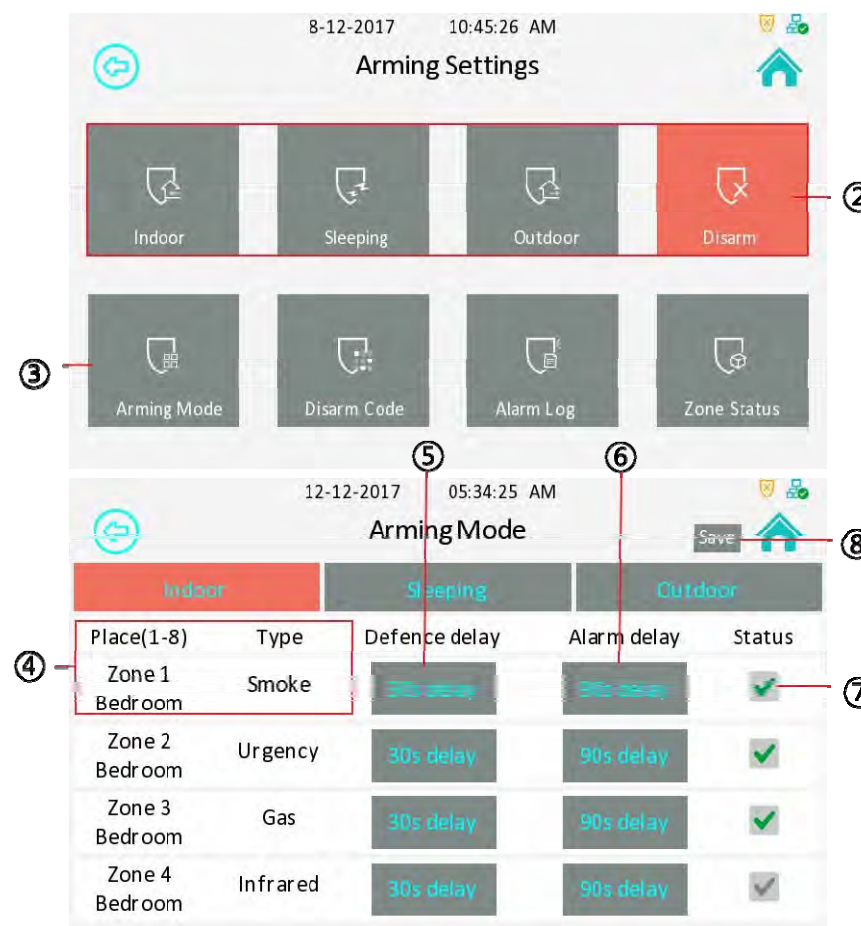 8-12-2017 10:45:26 AM
Arming Settings
Indoor Sleeping Outdoor Disarm
②
③
Arming Mode Disarm Code Alarm Log Zone Status
⑤ ⑥
12-12-2017 05:34:25 AM
Arming Mode Save
⑧
Indoor Sleeping Outdoor
Place(1-8) Type Defence delay Alarm delay Status
④
Zone 1
Bedroom
Smoke
⑦
Zone 2
Bedroom
Urgency 30s delay 90s delay
Zone 3
Bedroom
Gas 30s delay 90s delay
Zone 4
Bedroom
Infrared 30s delay 90s delay